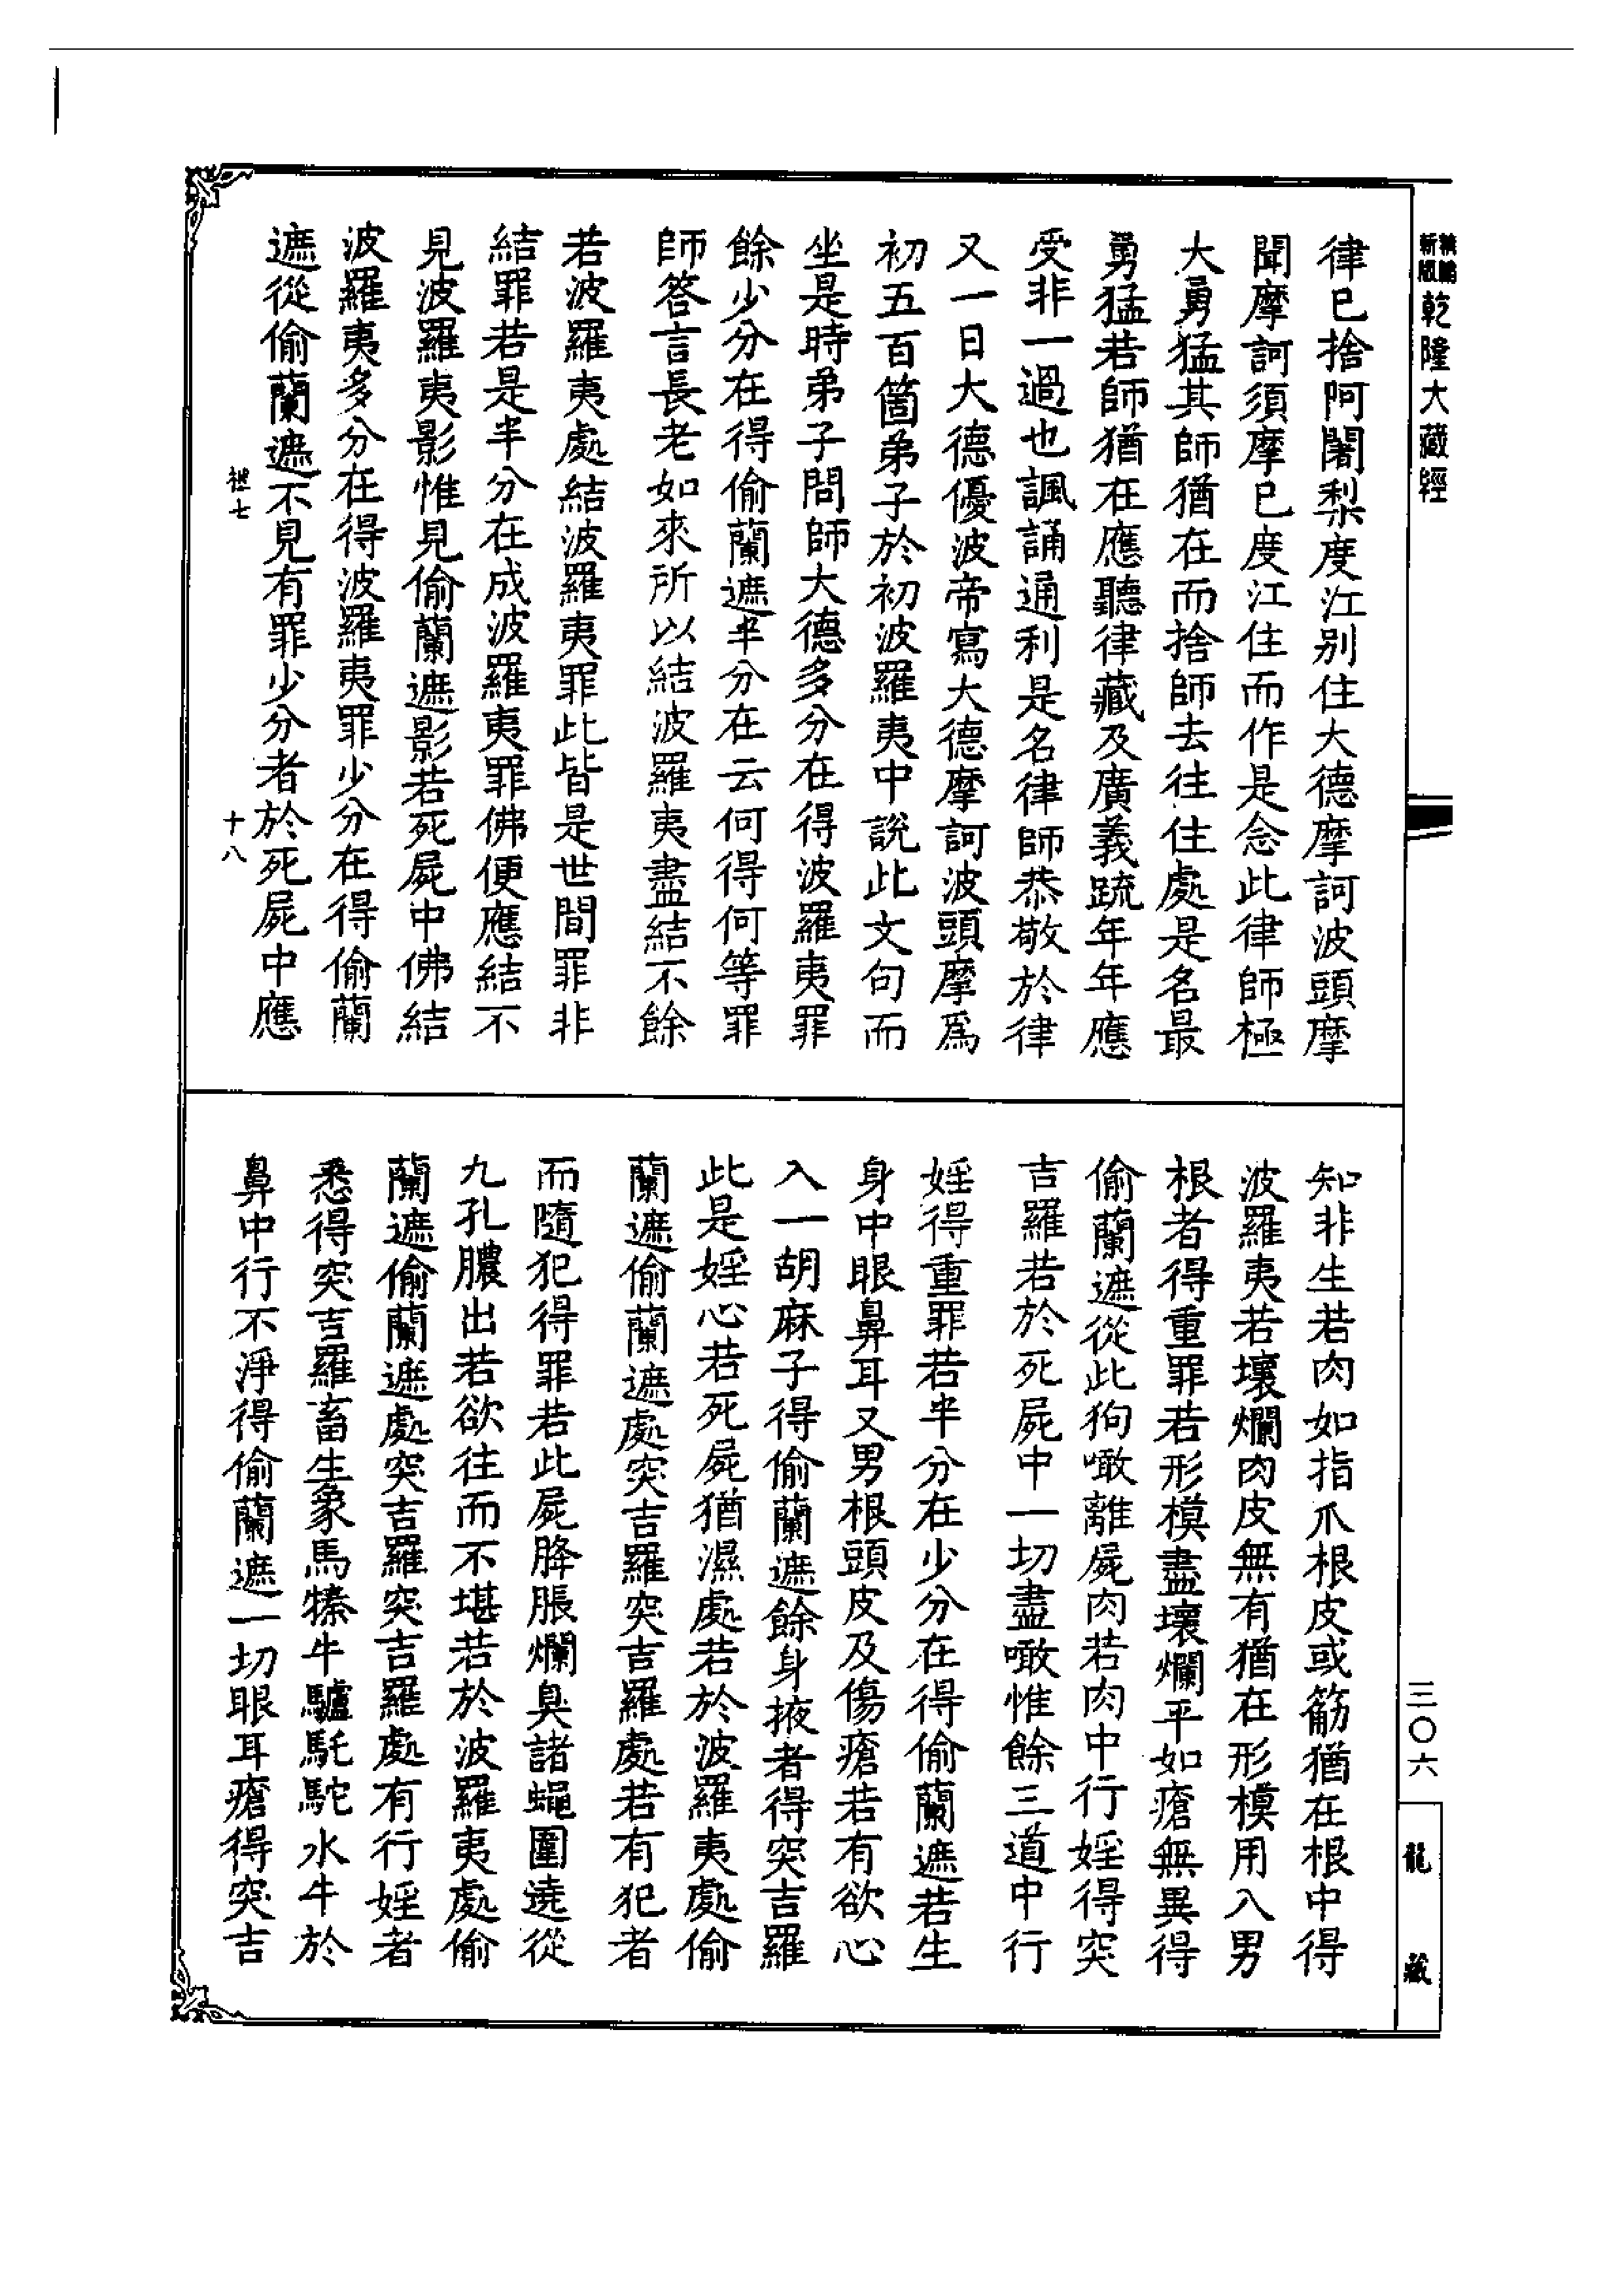 新版
精編
乾隆大藏經
律已捨阿闍梨度江別住大德摩訶波頭摩
聞摩訶須摩已度江住而作是念此律師極
大勇猛其師猶在而捨師去往住處是名最
勇猛若師猶在應聽律藏及廣義疏年年應
受非一過也諷誦通利是名律師恭敬於律
又一日大德優波帝寫大德摩訶波頭摩爲
初五百箇弟子於初波羅夷中說此文句而
坐是時弟子問師大德多分在得波羅夷罪
餘少分在得偷蘭遮半分在云何得何等罪
師答言長老如來所以結波羅夷盡結不餘
若波羅夷處結波羅夷罪此皆是世間罪非
結罪若是半分在成波羅夷罪佛便應結不
見波羅夷影惟見偷蘭遮影若死屍中佛結
波羅夷多分在得波羅夷罪少分在得偷蘭
遮從偷蘭遮不見有罪少分者於死屍中應
七 十八
知非生若肉如指爪根皮或筋猶在根中得
波羅夷若壞爛肉皮無有猶在形模用入男
根者得重罪若形模盡壞爛平如瘡無異得
偷蘭遮從此狗噉離屍肉若肉中行婬得突
吉羅若於死屍中一切盡噉惟餘三道中行
婬得重罪若半分在少分在得偷蘭遮若生
身中眼鼻耳又男根頭皮及傷瘡若有欲心
入一胡麻子得偷蘭遮餘身掖者得突吉羅
此是婬心若死屍猶濕處若於波羅夷處偷
蘭遮偷蘭遮處突吉羅突吉羅處若有犯者
而隨犯得罪若此屍胮脹爛臭諸蠅圍遶從
九孔膿出若欲往而不堪若於波羅夷處偷
蘭遮偷蘭遮處突吉羅突吉羅處有行婬者
悉得突吉羅畜生象馬㹀牛驢馲駝水牛於
鼻中行不淨得偷蘭遮一切眼耳瘡得突吉
三〇六
龍藏